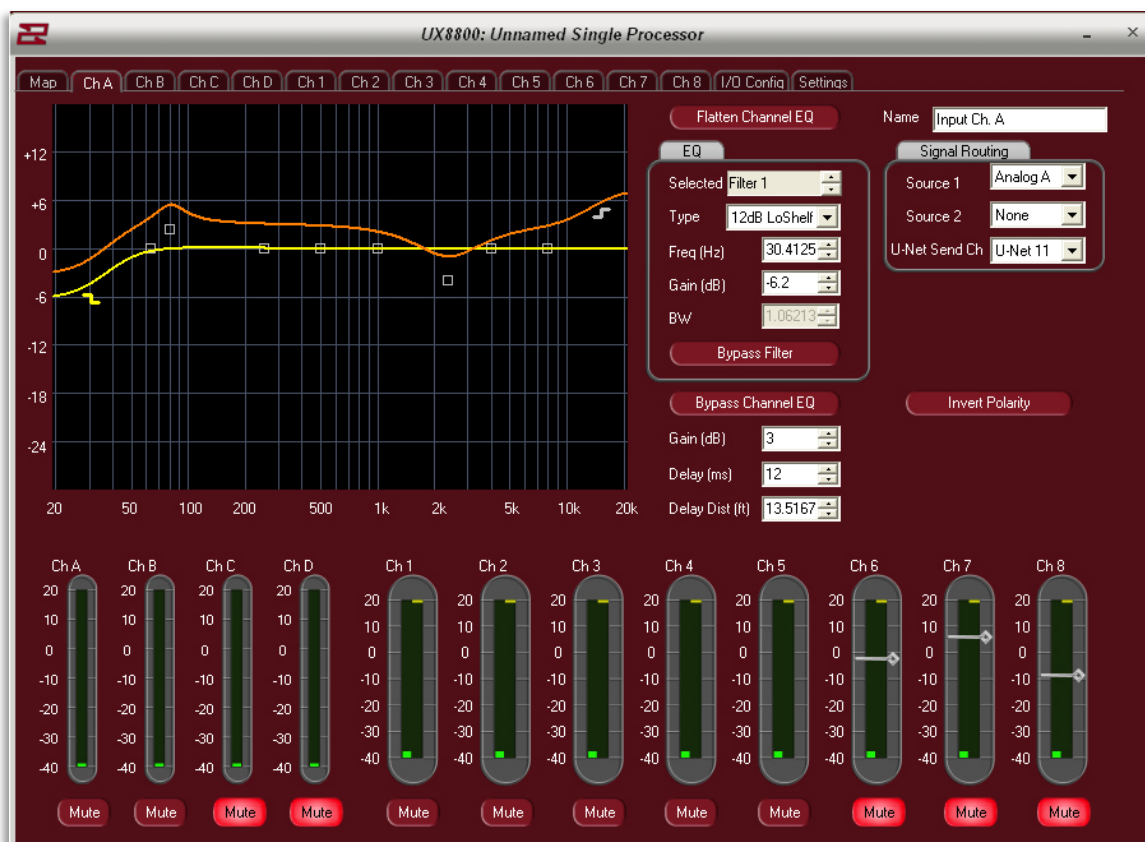 UX8800: Unnamed Single Processor
Map Ch A Ch B Ch C Ch D Ch 1 Ch 2 Ch 3 Ch 4 Ch 5 Ch 6 Ch 7 Ch 8 I/O Config Settings
Flatten Channel EQ
Name Input Ch. A
EQ
Signal Routing
Selected Filter 1
Source 1 Analog A
Type 12dB LoShelf
Source 2 None
Freq (Hz) 30.4125
U-Net Send Ch U-Net 11
Gain (dB) -6.2
BW 1.06213
Bypass Filter
Bypass Channel EQ
Invert Polarity
Gain (dB) 3
Delay (ms) 12
Delay Dist (ft) 13.5167
+12
+6
0
-6
-12
-18
-24
20 50 100 200 500 1k 2k 5k 10k 20k
Ch A Ch B Ch C Ch D Ch 1 Ch 2 Ch 3 Ch 4 Ch 5 Ch 6 Ch 7 Ch 8
20 20 20 20 20 20 20 20 20 20 20 20
10 10 10 10 10 10 10 10 10 10 10 10
0 0 0 0 0 0 0 0 0 0 0 0
-10 -10 -10 -10 -10 -10 -10 -10 -10 -10 -10 -10
-20 -20 -20 -20 -20 -20 -20 -20 -20 -20 -20 -20
-30 -30 -30 -30 -30 -30 -30 -30 -30 -30 -30 -30
-40 -40 -40 -40 -40 -40 -40 -40 -40 -40 -40 -40
Mute Mute Mute Mute Mute Mute Mute Mute Mute Mute Mute Mute